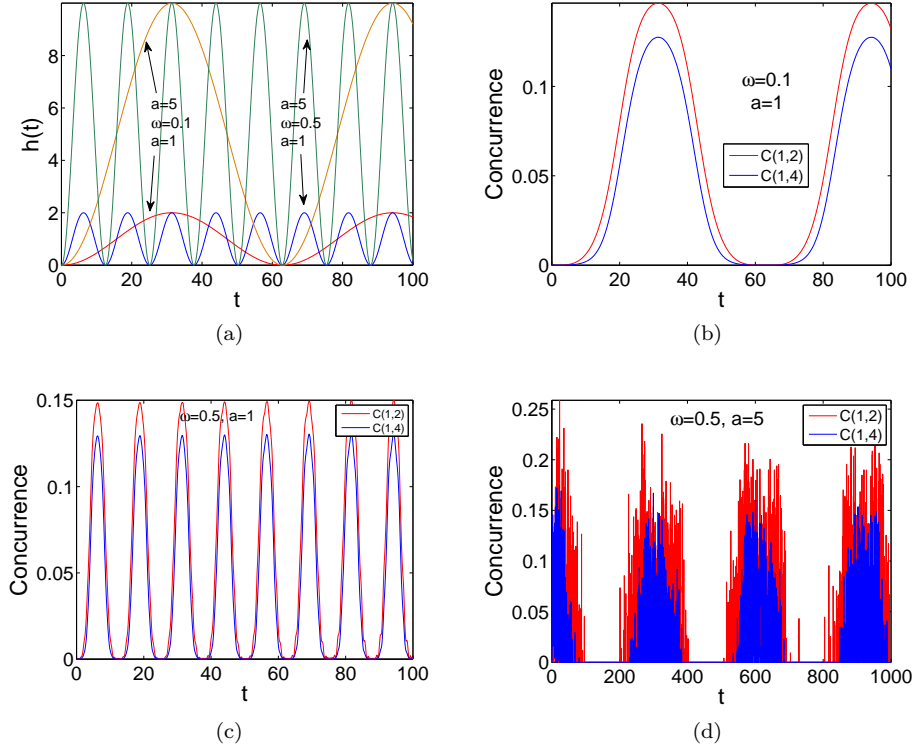 h(t)
8
6
4
2
0
0 20 40 60 80 100
t
a=5
ω=0.1
a=1
a=5
ω=0.5
a=1
(a)
Concurrence
0.1
0.05
0
0 20 40 60 80 100
t
ω=0.1
a=1
C(1,2)
C(1,4)
(b)
Concurrence
0.15
0.1
0.05
0
0 20 40 60 80 100
t
ω=0.5, a=1
C(1,2)
C(1,4)
(c)
Concurrence
0.25
0.2
0.15
0.1
0.05
0
0 200 400 600 800 1000
t
ω=0.5, a=5
C(1,2)
C(1,4)
(d)